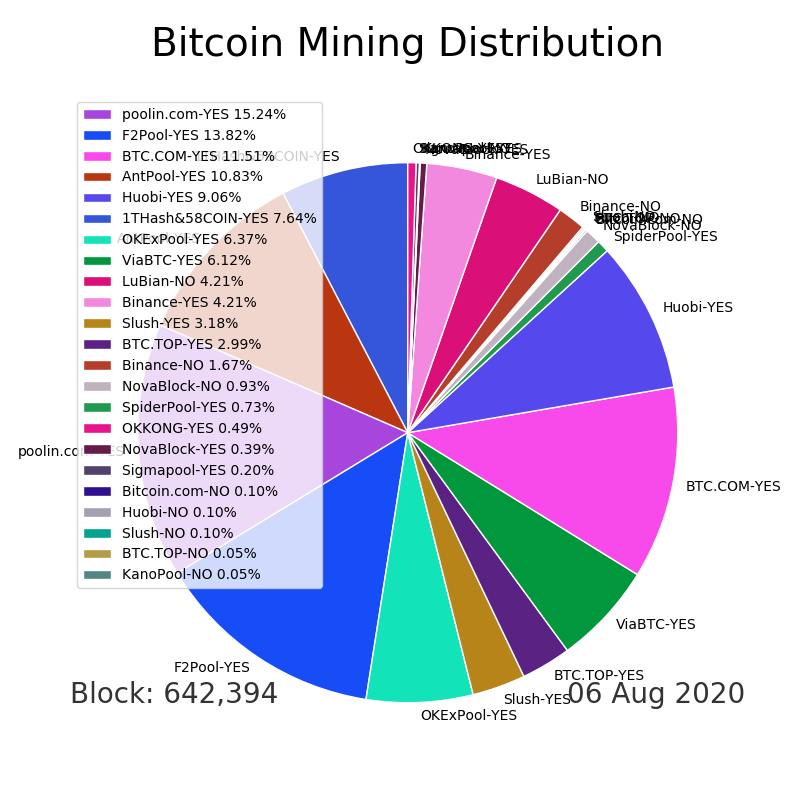 Bitcoin Mining Distribution
poolin.com-YES 15.24%
F2Pool-YES 13.82%
BTC.COM-YES 11.51%
AntPool-YES 10.83%
Huobi-YES 9.06%
1THash&58COIN-YES 7.64%
OKExPool-YES 6.37%
ViaBTC-YES 6.12%
LuBian-NO 4.21%
Binance-YES 4.21%
Slush-YES 3.18%
BTC.TOP-YES 2.99%
Binance-NO 1.67%
NovaBlock-NO 0.93%
SpiderPool-YES 0.73%
OKKONG-YES 0.49%
NovaBlock-YES 0.39%
Sigmapool-YES 0.20%
Bitcoin.com-NO 0.10%
Huobi-NO 0.10%
Slush-NO 0.10%
BTC.TOP-NO 0.05%
KanoPool-NO 0.05%
Binance-YES
LuBian-NO
Binance-NO
NovaBlock-NO
SpiderPool-YES
Huobi-YES
BTC.COM-YES
ViaBTC-YES
BTC.TOP-YES
Slush-YES
OKExPool-YES
F2Pool-YES
Block: 642,394
06 Aug 2020